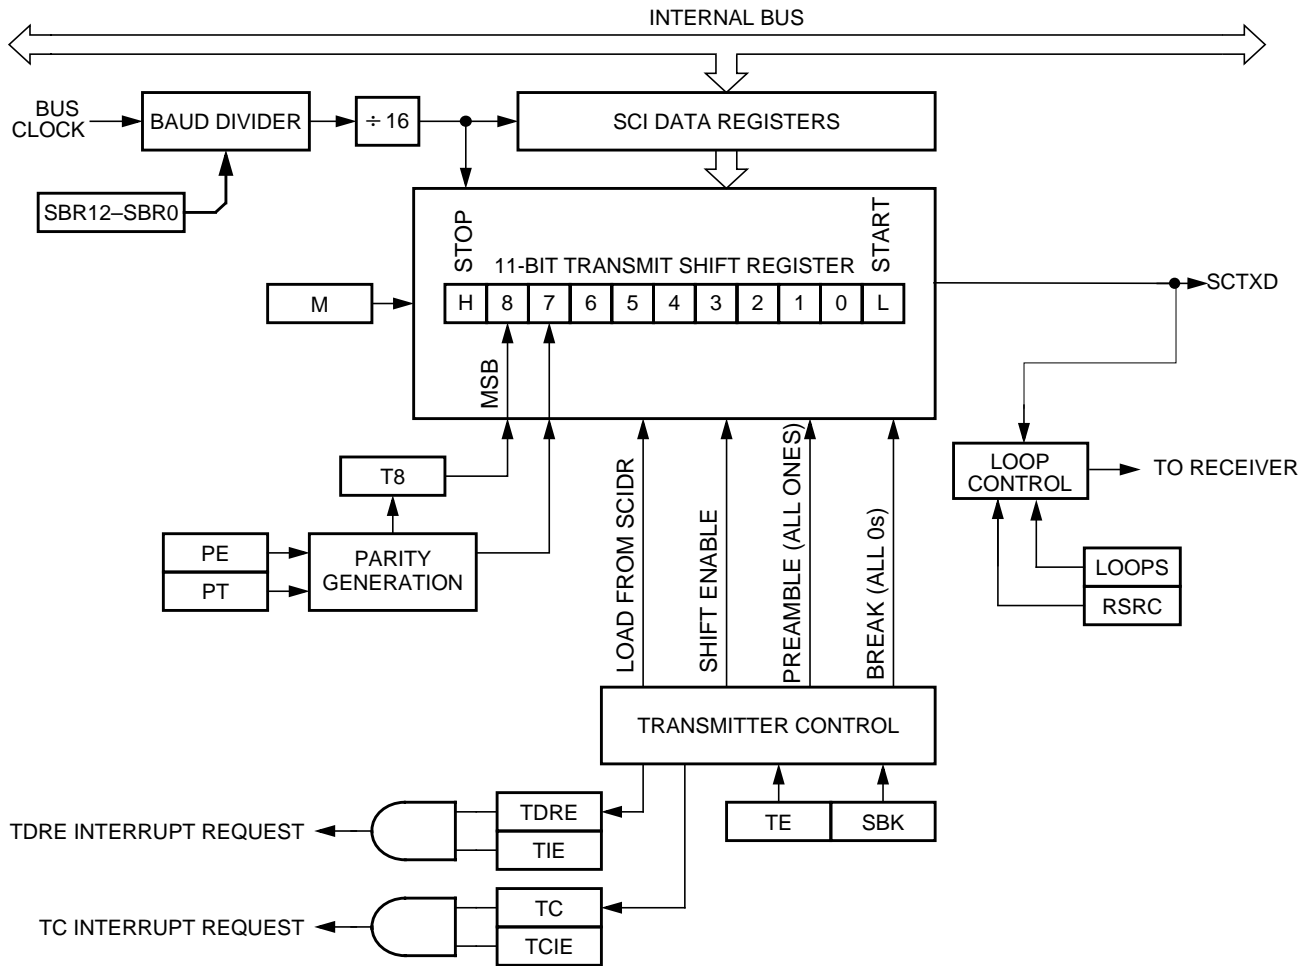 INTERNAL BUS
BUS
CLOCK
BAUD DIVIDER
÷ 16
SCI DATA REGISTERS
SBR12–SBR0
STOP
START
11-BIT TRANSMIT SHIFT REGISTER
H 8 7 6 5 4 3 2 1 0 L
M
SCTXD
MSB
T8
PE
PT
PARITY
GENERATION
LOAD FROM SCIDR
SHIFT ENABLE
PREAMBLE (ALL ONES)
BREAK (ALL 0s)
LOOP
CONTROL
TO RECEIVER
LOOPS
RSRC
TRANSMITTER CONTROL
TE
SBK
TDRE INTERRUPT REQUEST
TDRE
TIE
TC INTERRUPT REQUEST
TC
TCIE